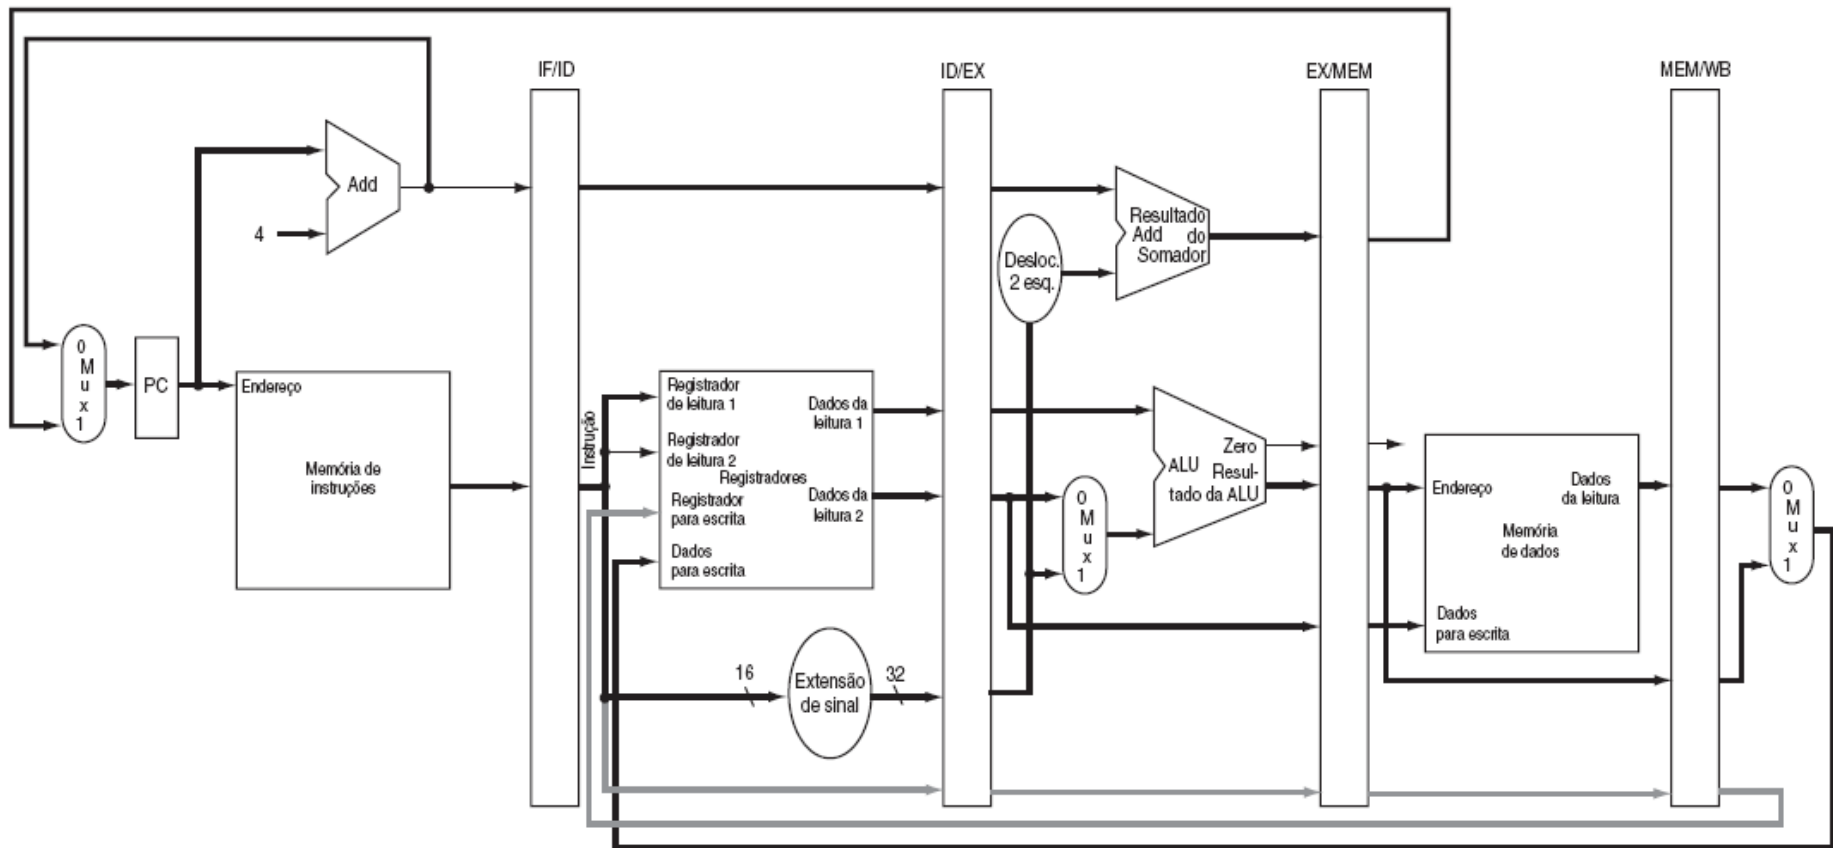 IF/ID
ID/EX
EX/MEM
MEM/WB
Add
4
0
M
u
x
1
PC
Endereço
Memória de
instruções
Instrução
Registrador
de leitura 1
Registrador
de leitura 2
Registradores
Registrador
para escrita
Dados
para escrita
Dados da
leitura 1
Dados da
leitura 2
16
Extensão
de sinal
32
Desloc.
2 esq.
Resultado
Add do
Somador
0
M
u
x
1
Zero
ALU Resul-
tado da ALU
Endereço
Dados
da leitura
Memória
de dados
Dados
para escrita
0
M
u
x
1